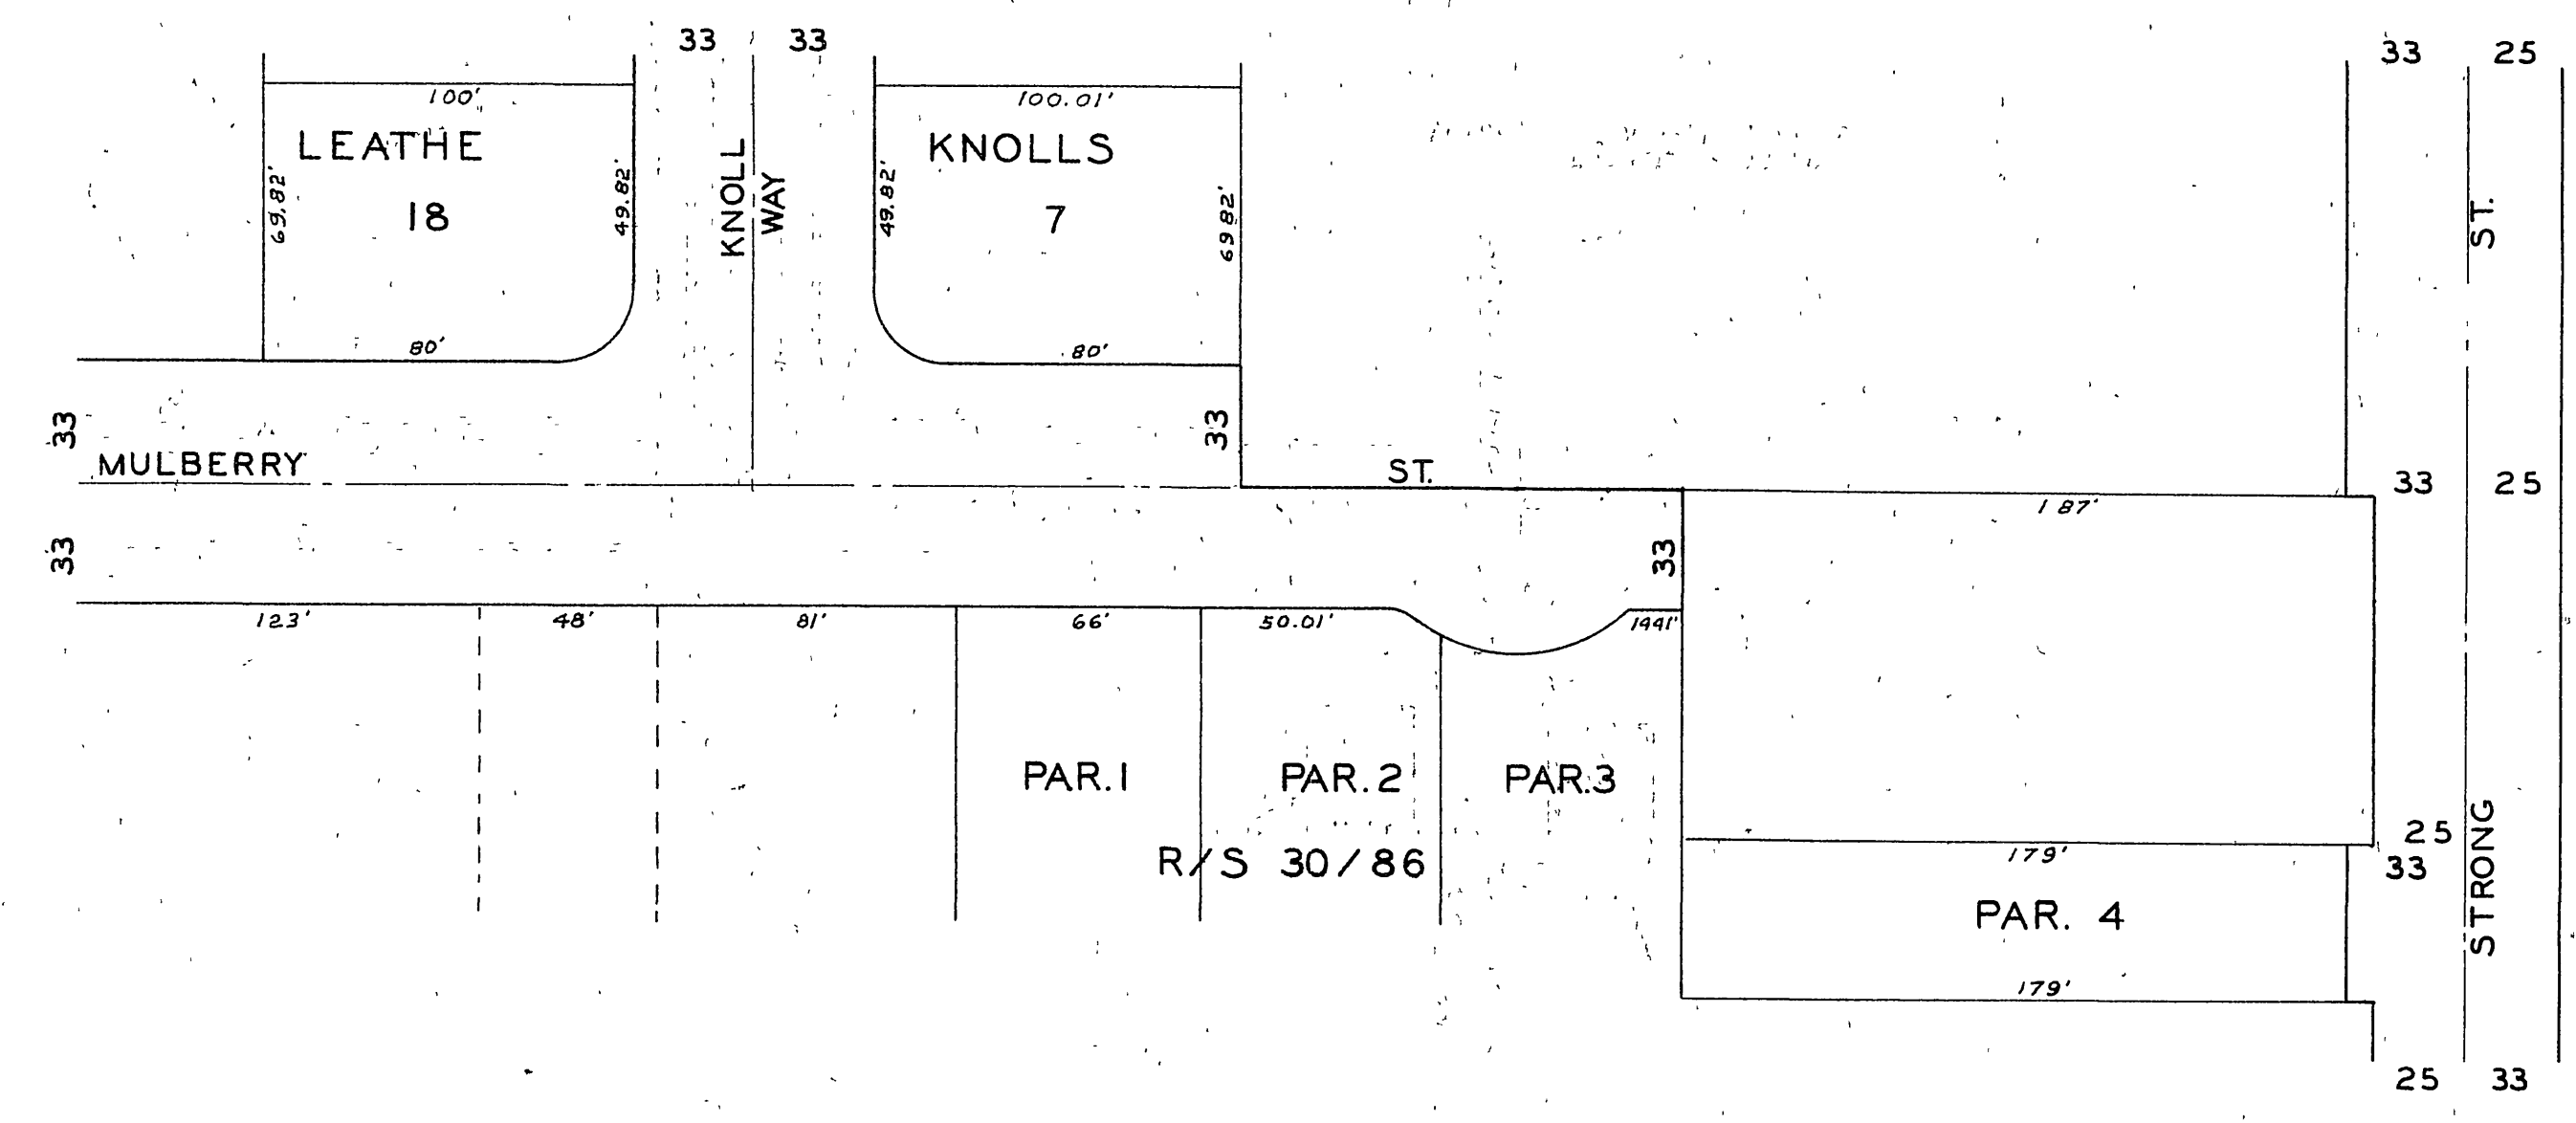 33 33
33 25
100'
100.01'
LEATHE
KNOLLS
18
7
69.82'
49.82'
KNOLL
WAY
49.82'
69 82'
ST.
80'
80'
33
33
MULBERRY
ST.
33 25
187'
33
33
123'
48'
81'
66'
50.01'
1441'
PAR. 1
PAR. 2
PAR. 3
R/S 30/86
25
179'
33
STRONG
PAR. 4
179'
25 33